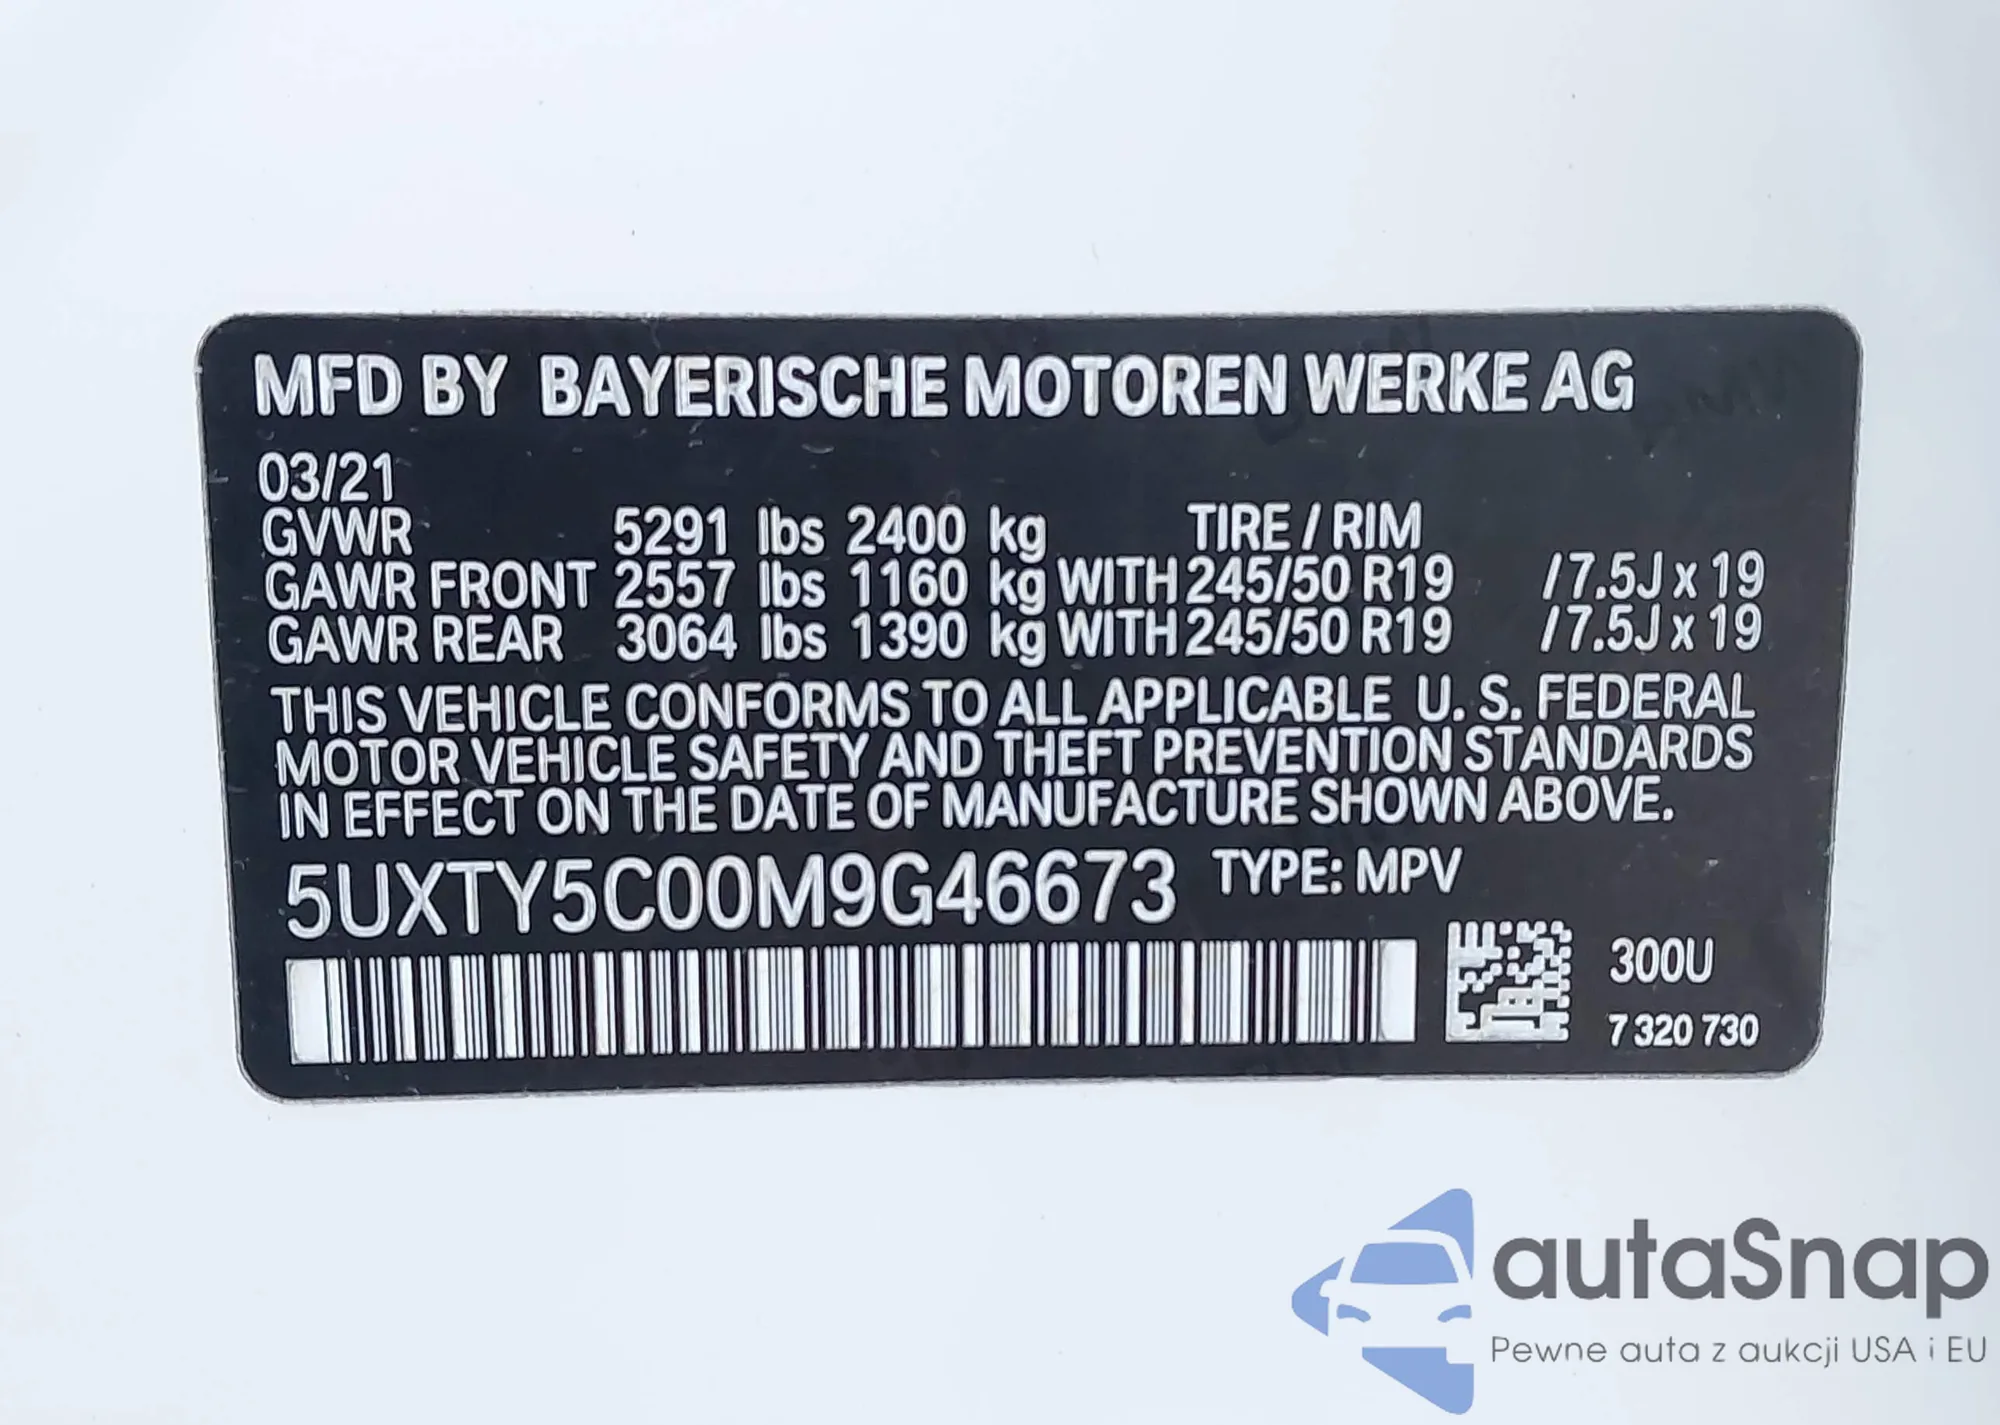 MFD BY BAYERISCHE MOTOREN WERKE AG
03/21
GVWR 5291 lbs 2400 kg TIRE / RIM
GAWR FRONT 2557 lbs 1160 kg WITH 245/50 R19 /7.5J x 19
GAWR REAR 3064 lbs 1390 kg WITH 245/50 R19 /7.5J x 19
THIS VEHICLE CONFORMS TO ALL APPLICABLE U. S. FEDERAL
MOTOR VEHICLE SAFETY AND THEFT PREVENTION STANDARDS
IN EFFECT ON THE DATE OF MANUFACTURE SHOWN ABOVE.
5UXTY5C00M9G46673 TYPE: MPV
300U
7 320 730
autaSnap
Pewne auta z aukcji USA i EU